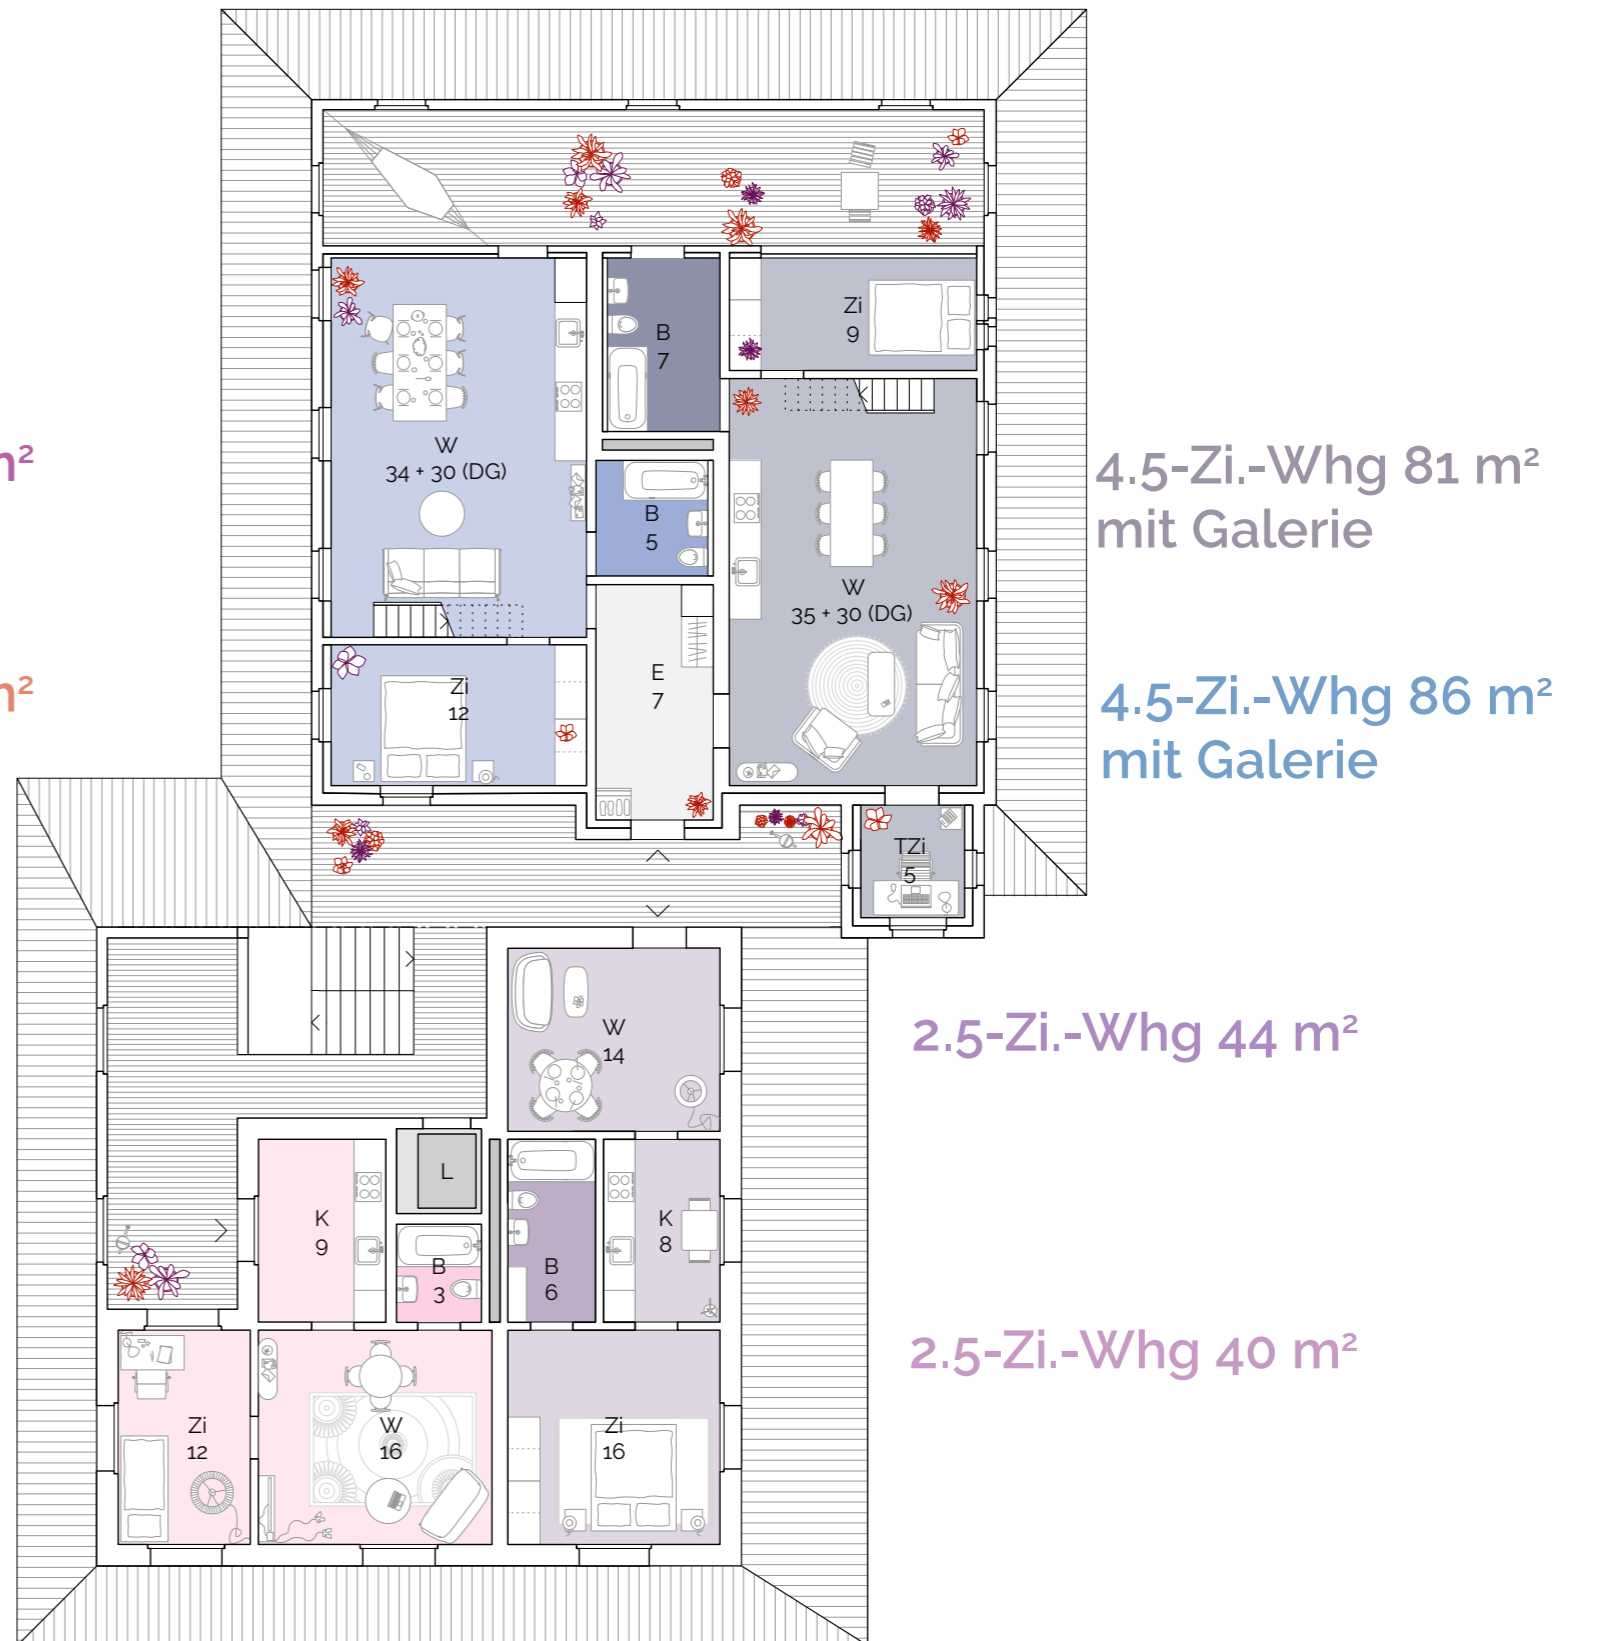 Zi
9
B
7
W
34 + 30 (DG)
m²
4.5-Zi.-Whg 81 m²
mit Galerie
B
5
W
35 + 30 (DG)
E
7
Zi
12
m²
4.5-Zi.-Whg 86 m²
mit Galerie
TZi
5
W
14
2.5-Zi.-Whg 44 m²
L
K
9
K
8
B
3
B
6
2.5-Zi.-Whg 40 m²
Zi
12
W
16
Zi
16